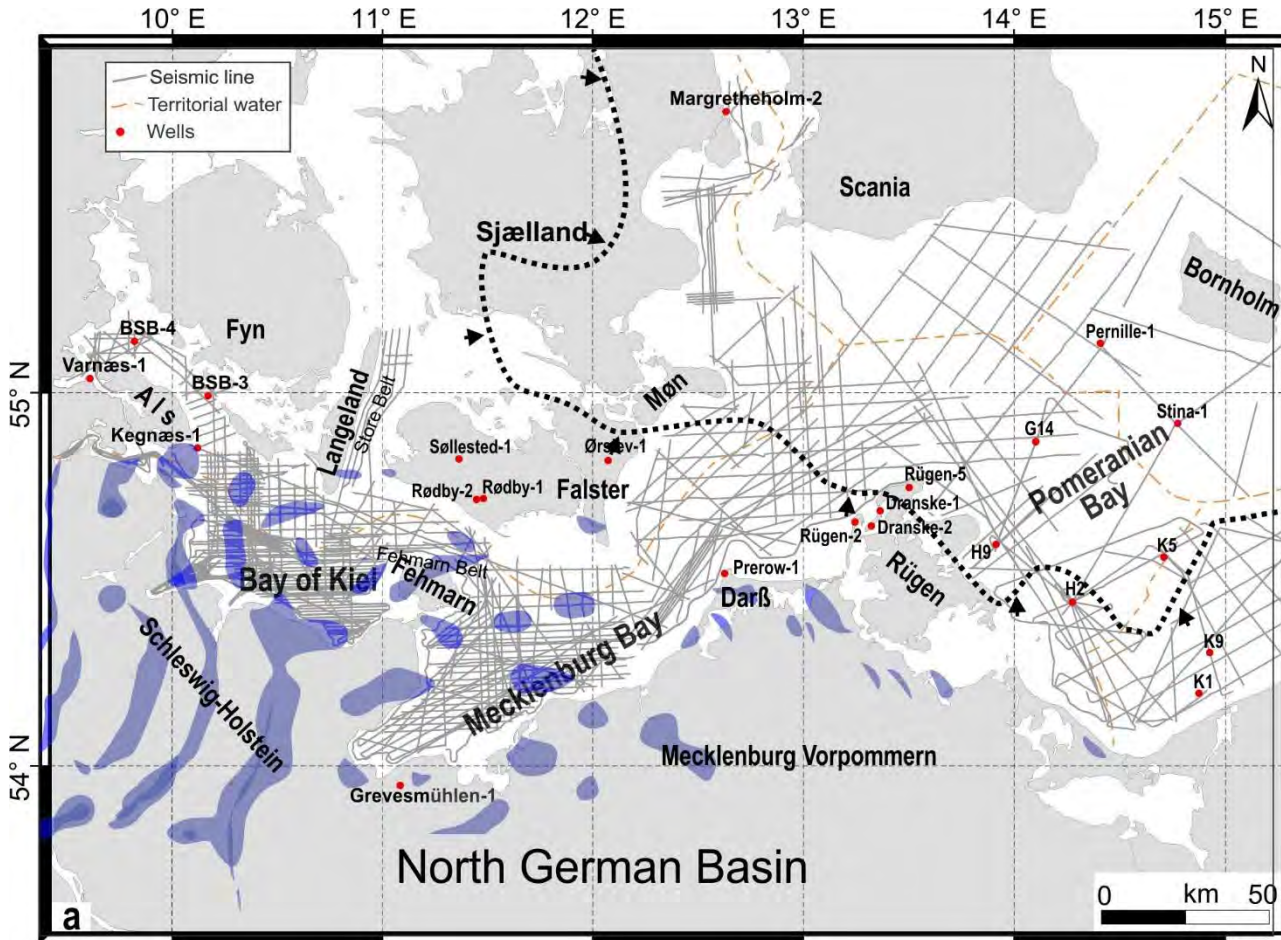 10° E
11° E
12° E
13° E
14° E
15° E
Seismic line
Territorial water
Wells
N
Margretheholm-2
Scania
Sjælland
Bornholm
BSB-4
Fyn
Pernille-1
Varnæs-1
55° N
BSB-3
Als
Langeland
Store Belt
Møn
Stina-1
Kegnæs-1
G14
Søllested-1
Ørslev-1
Pomeranian
Bay
Rødby-2
Rødby-1
Falster
Rügen-5
Dranske-1
Rügen-2
Dranske-2
H9
K5
Fehmarn Belt
Bay of Kiel
Fehmarn
Prerow-1
Darß
Rügen
H2
Schleswig-Holstein
Mecklenburg Bay
K9
K1
54° N
Mecklenburg Vorpommern
Grevesmühlen-1
North German Basin
0 km 50
a